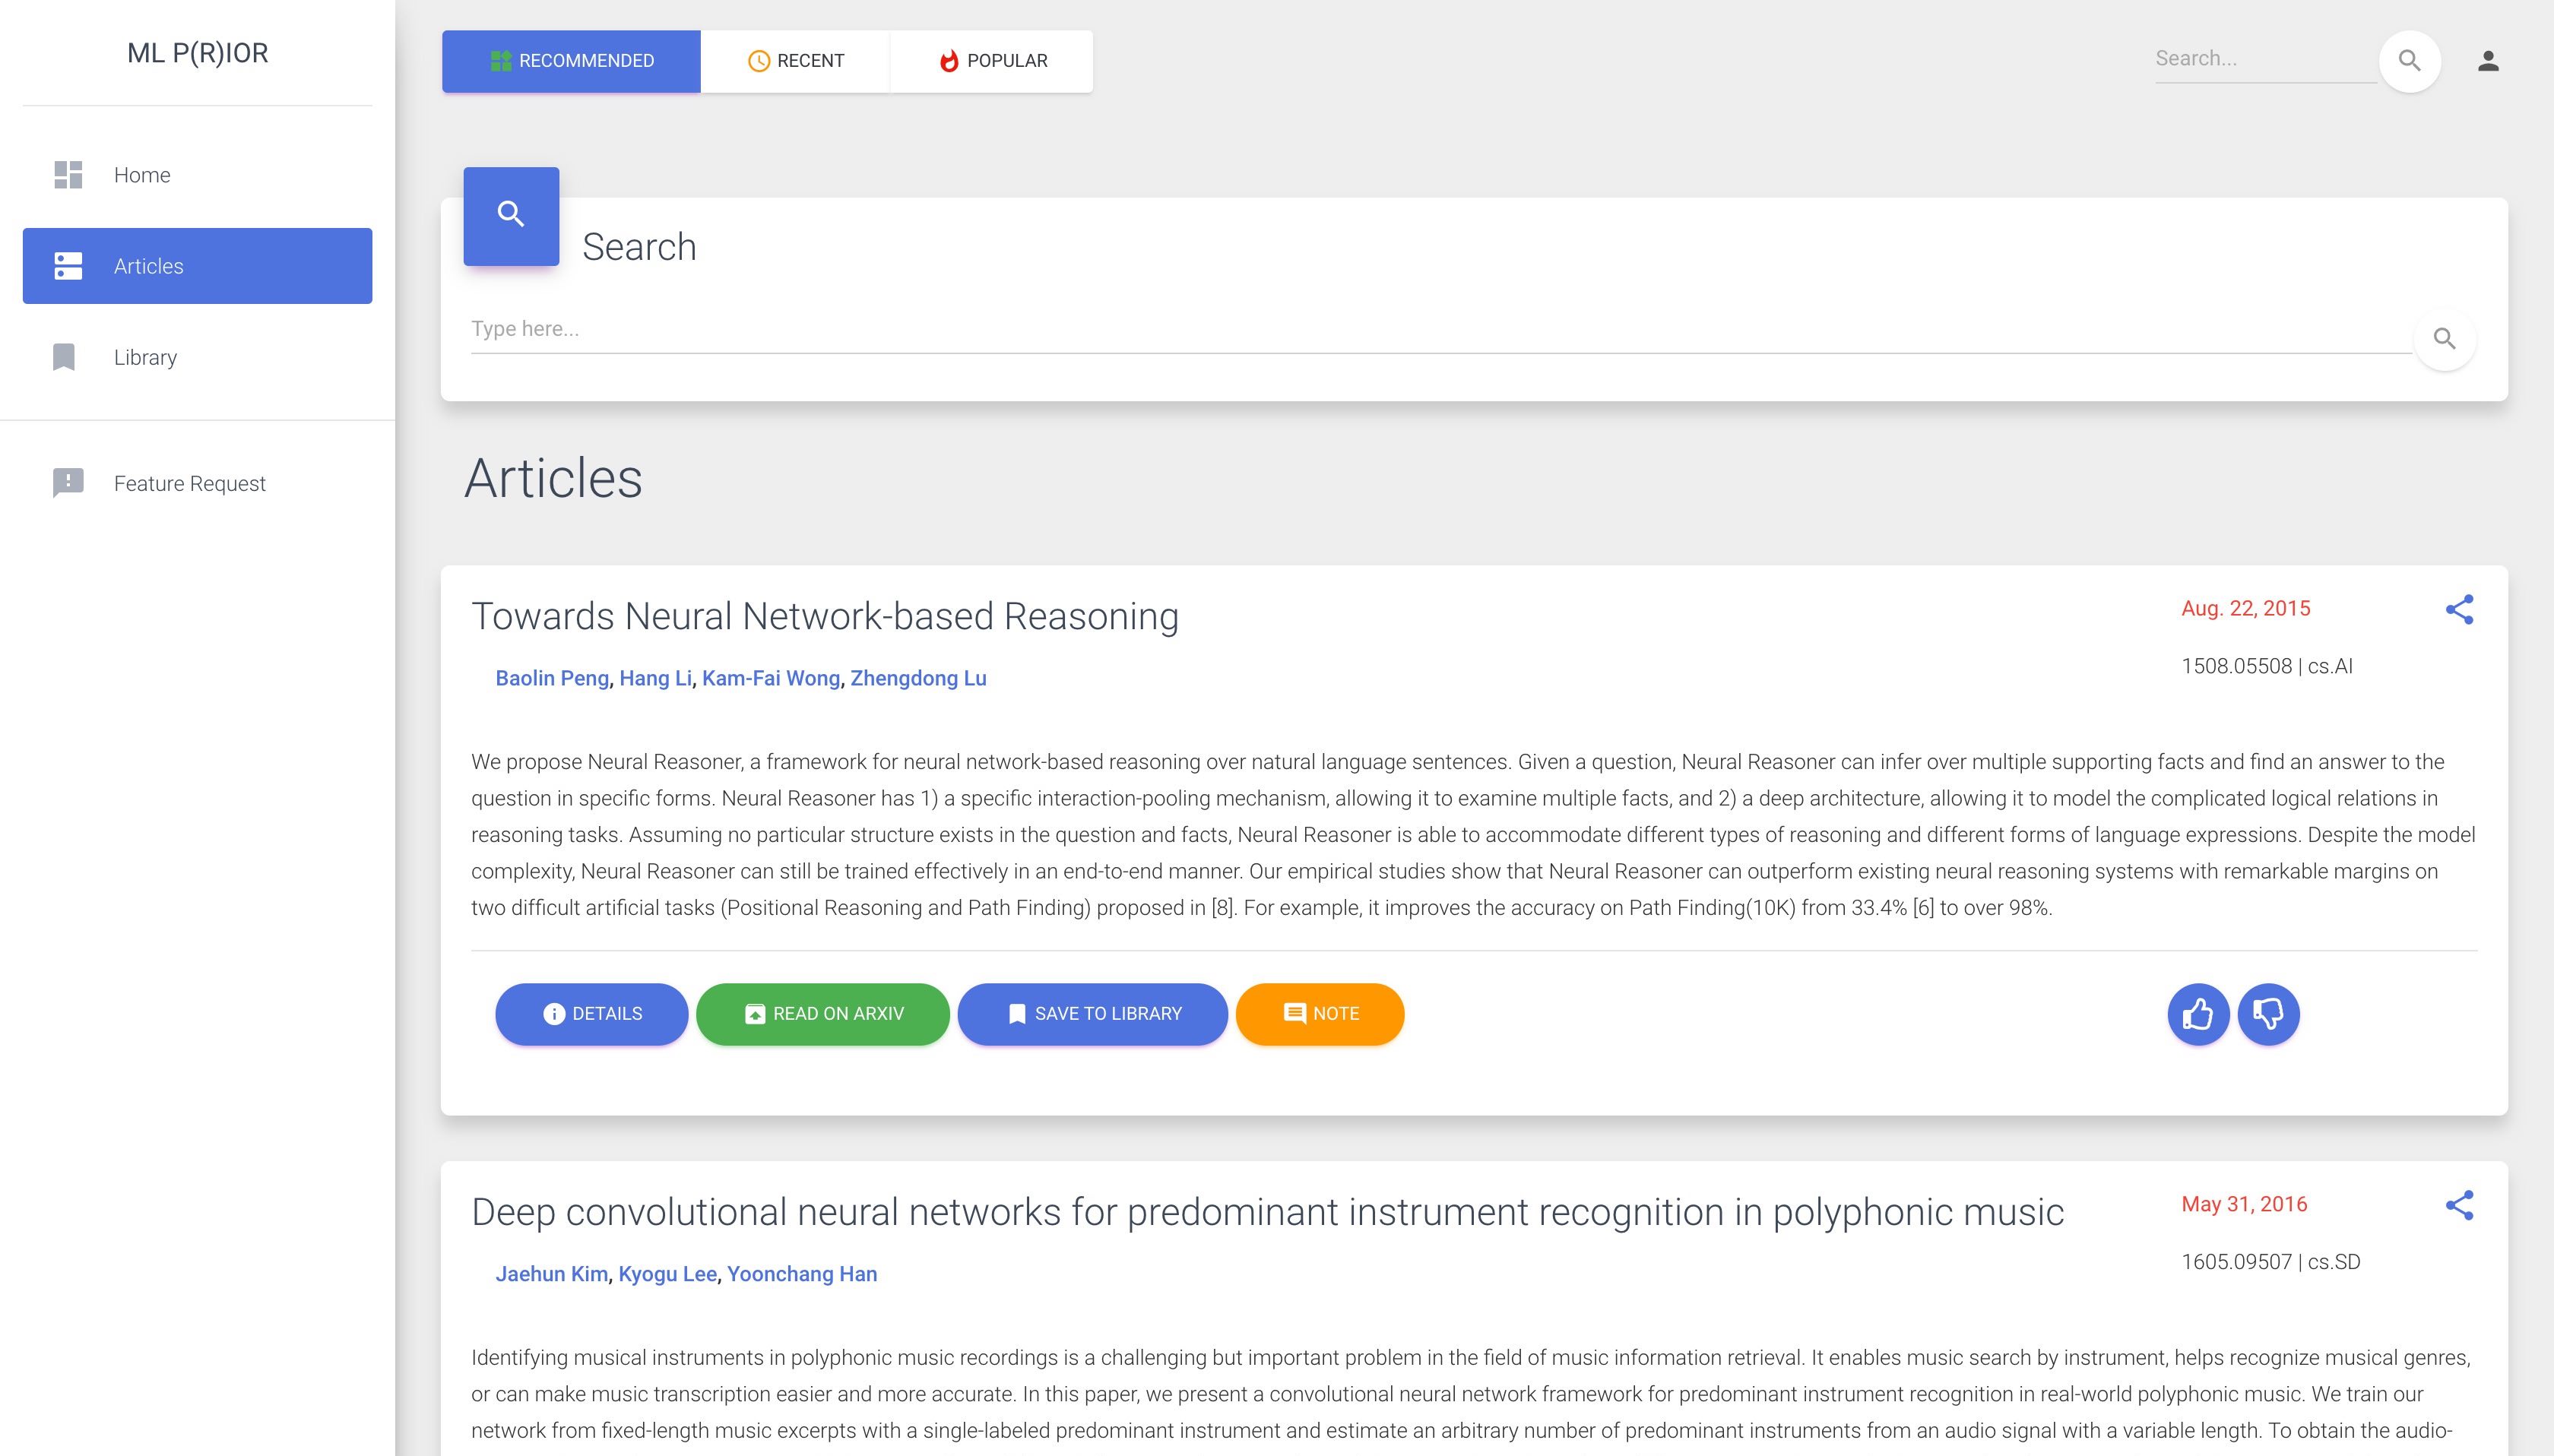 ML P(R)IOR
Home
Articles
Library
Feature Request
RECOMMENDED
RECENT
POPULAR
Search...
Search
Type here...
Articles
Towards Neural Network-based Reasoning
Aug. 22, 2015
Baolin Peng, Hang Li, Kam-Fai Wong, Zhengdong Lu
1508.05508 | cs.AI
We propose Neural Reasoner, a framework for neural network-based reasoning over natural language sentences. Given a question, Neural Reasoner can infer over multiple supporting facts and find an answer to the
question in specific forms. Neural Reasoner has 1) a specific interaction-pooling mechanism, allowing it to examine multiple facts, and 2) a deep architecture, allowing it to model the complicated logical relations in
reasoning tasks. Assuming no particular structure exists in the question and facts, Neural Reasoner is able to accommodate different types of reasoning and different forms of language expressions. Despite the model
complexity, Neural Reasoner can still be trained effectively in an end-to-end manner. Our empirical studies show that Neural Reasoner can outperform existing neural reasoning systems with remarkable margins on
two difficult artificial tasks (Positional Reasoning and Path Finding) proposed in [8]. For example, it improves the accuracy on Path Finding(10K) from 33.4% [6] to over 98%.
DETAILS
READ ON ARXIV
SAVE TO LIBRARY
NOTE
Deep convolutional neural networks for predominant instrument recognition in polyphonic music
May 31, 2016
Jaehun Kim, Kyogu Lee, Yoonchang Han
1605.09507 | cs.SD
Identifying musical instruments in polyphonic music recordings is a challenging but important problem in the field of music information retrieval. It enables music search by instrument, helps recognize musical genres,
or can make music transcription easier and more accurate. In this paper, we present a convolutional neural network framework for predominant instrument recognition in real-world polyphonic music. We train our
network from fixed-length music excerpts with a single-labeled predominant instrument and estimate an arbitrary number of predominant instruments from an audio signal with a variable length. To obtain the audio-